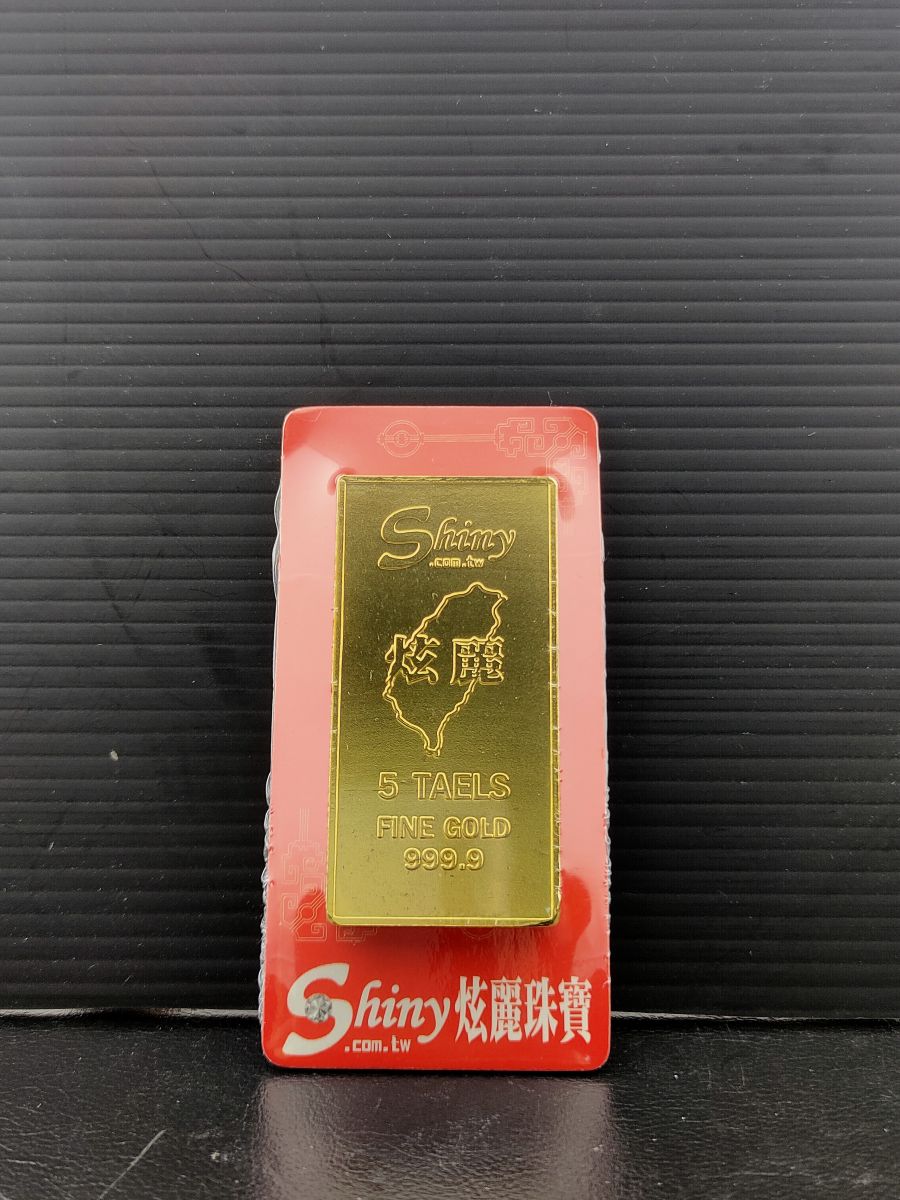 Shiny
.com.tw
炫麗
5 TAELS
FINE GOLD
999.9
Shiny炫麗珠寶
.com.tw